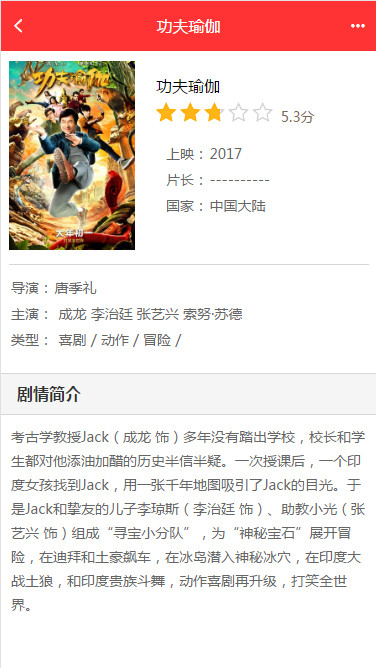 功夫瑜伽
功夫瑜伽
大年初一
功夫瑜伽
5.3分
上映：2017
片长：----------
国家：中国大陆
导演：唐季礼
主演： 成龙 李治廷 张艺兴 索努·苏德
类型： 喜剧 / 动作 / 冒险 /
剧情简介
考古学教授Jack（成龙 饰）多年没有踏出学校，校长和学
生都对他添油加醋的历史半信半疑。一次授课后，一个印
度女孩找到Jack，用一张千年地图吸引了Jack的目光。于
是Jack和挚友的儿子李琼斯（李治廷 饰）、助教小光（张
艺兴 饰）组成“寻宝小分队”，为“神秘宝石”展开冒
险，在迪拜和土豪飙车，在冰岛潜入神秘冰穴，在印度大
战土狼，和印度贵族斗舞，动作喜剧再升级，打笑全世
界。